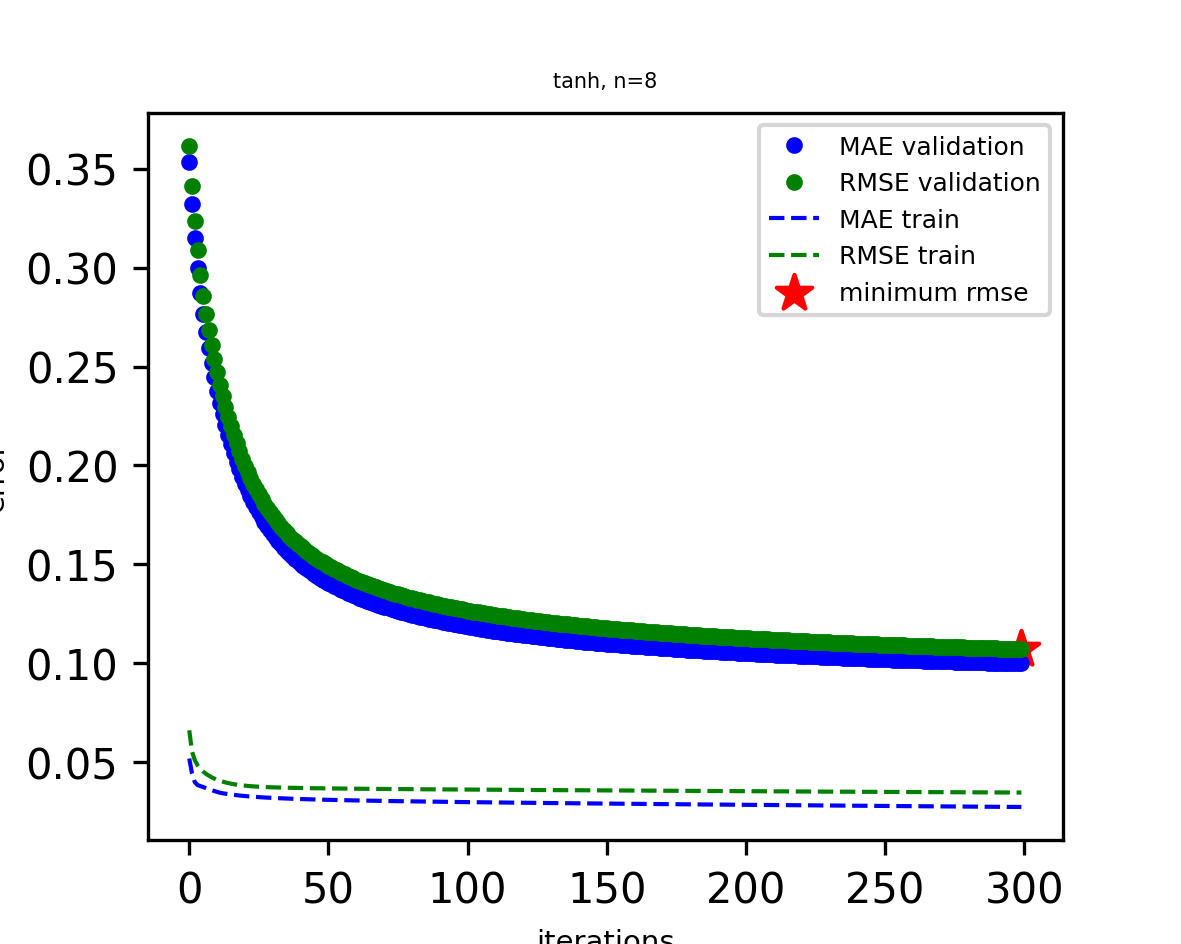 tanh, n=8
MAE validation
RMSE validation
MAE train
RMSE train
minimum rmse
0.35
0.30
0.25
0.20
0.15
0.10
0.05
0 50 100 150 200 250 300
iterations